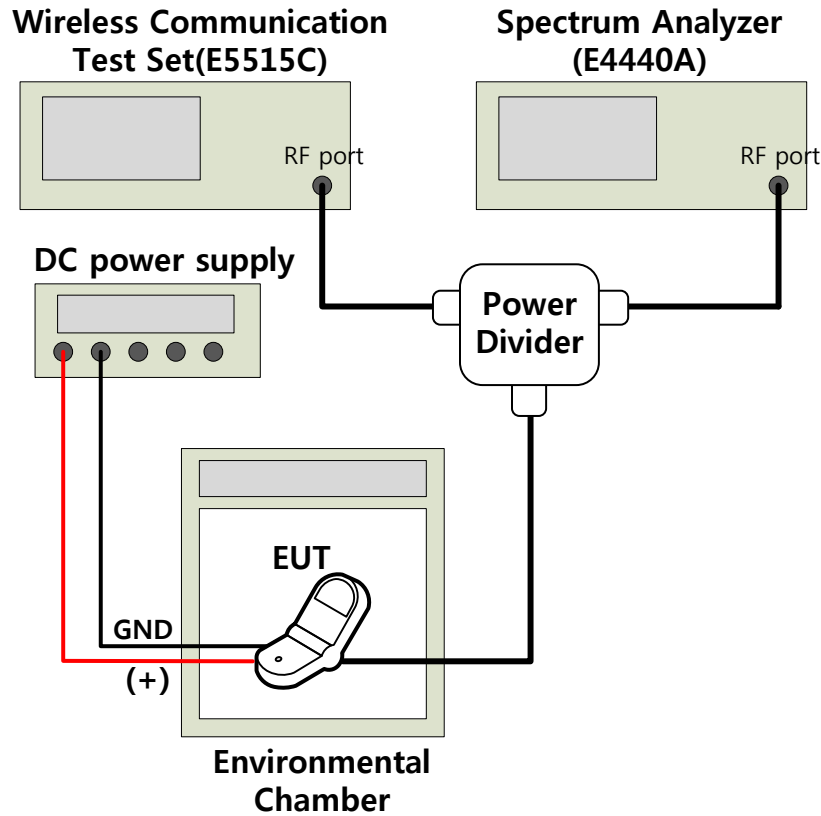 Wireless Communication
Test Set(E5515C)
Spectrum Analyzer
(E4440A)
RF port
RF port
DC power supply
Power
Divider
EUT
GND
(+)
Environmental
Chamber